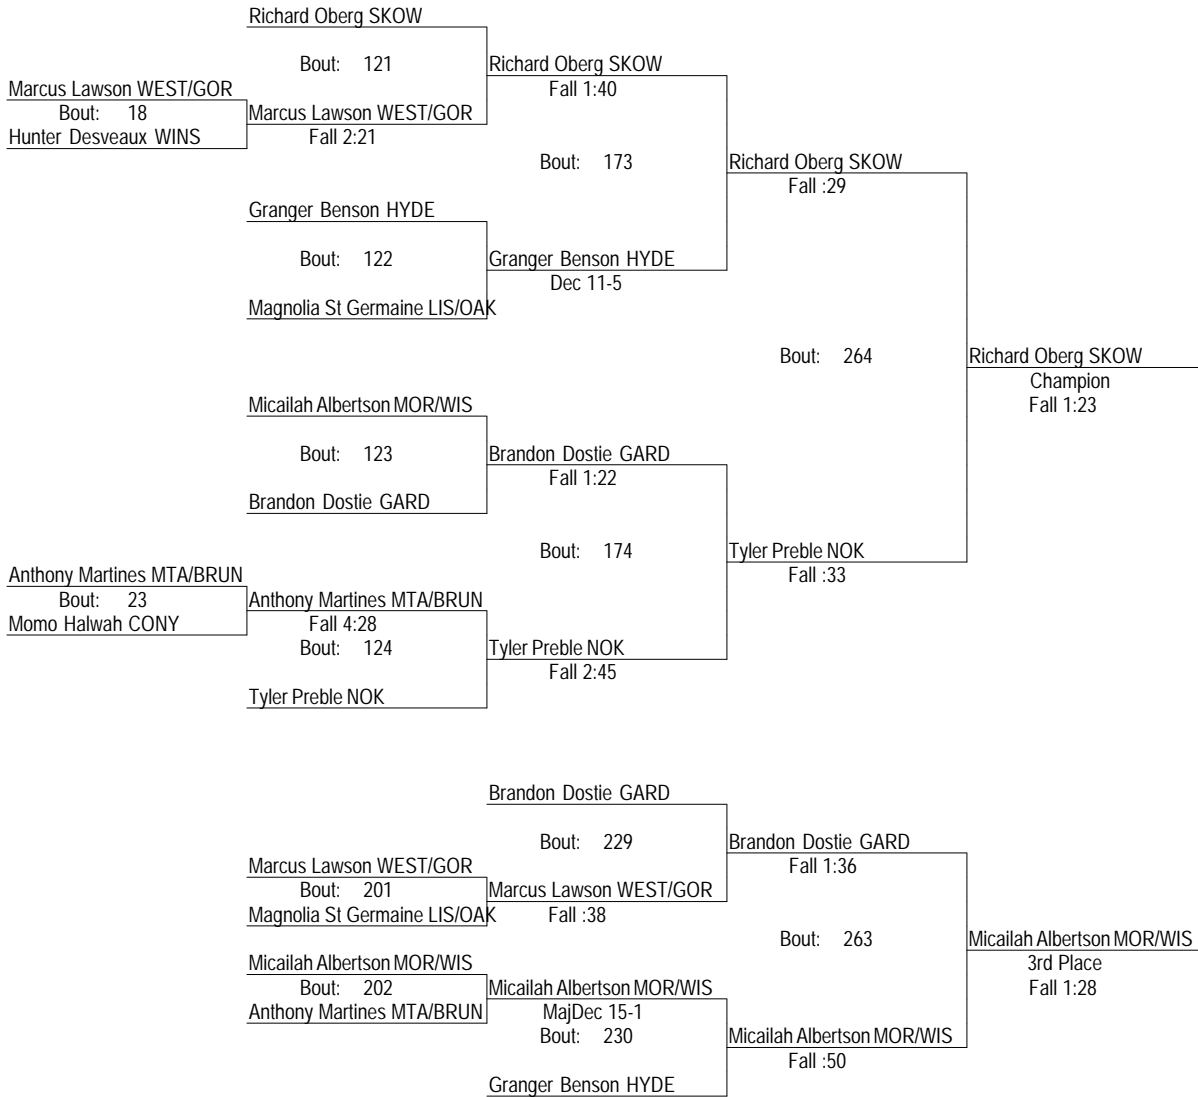 Richard Oberg SKOW
Bout: 121
Richard Oberg SKOW
Marcus Lawson WEST/GOR
Fall 1:40
Bout: 18
Marcus Lawson WEST/GOR
Hunter Desveaux WINS
Fall 2:21
Bout: 173
Richard Oberg SKOW
Fall :29
Granger Benson HYDE
Bout: 122
Granger Benson HYDE
Dec 11-5
Magnolia St Germaine LIS/OAK
Bout: 264
Richard Oberg SKOW
Champion
Fall 1:23
Micailah Albertson MOR/WIS
Bout: 123
Brandon Dostie GARD
Fall 1:22
Brandon Dostie GARD
Bout: 174
Tyler Preble NOK
Fall :33
Anthony Martines MTA/BRUN
Bout: 23
Anthony Martines MTA/BRUN
Momo Halwah CONY
Fall 4:28
Bout: 124
Tyler Preble NOK
Fall 2:45
Tyler Preble NOK
Brandon Dostie GARD
Bout: 229
Brandon Dostie GARD
Fall 1:36
Marcus Lawson WEST/GOR
Bout: 201
Marcus Lawson WEST/GOR
Magnolia St Germaine LIS/OAK
Fall :38
Bout: 263
Micailah Albertson MOR/WIS
3rd Place
Fall 1:28
Micailah Albertson MOR/WIS
Bout: 202
Micailah Albertson MOR/WIS
Anthony Martines MTA/BRUN
MajDec 15-1
Bout: 230
Micailah Albertson MOR/WIS
Fall :50
Granger Benson HYDE